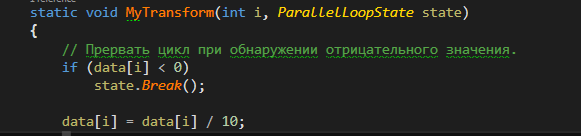 static void MyTransform(int i, ParallelLoopState state)
{
// Прервать цикл при обнаружении отрицательного значения.
if (data[i] < 0)
state.Break();
data[i] = data[i] / 10;